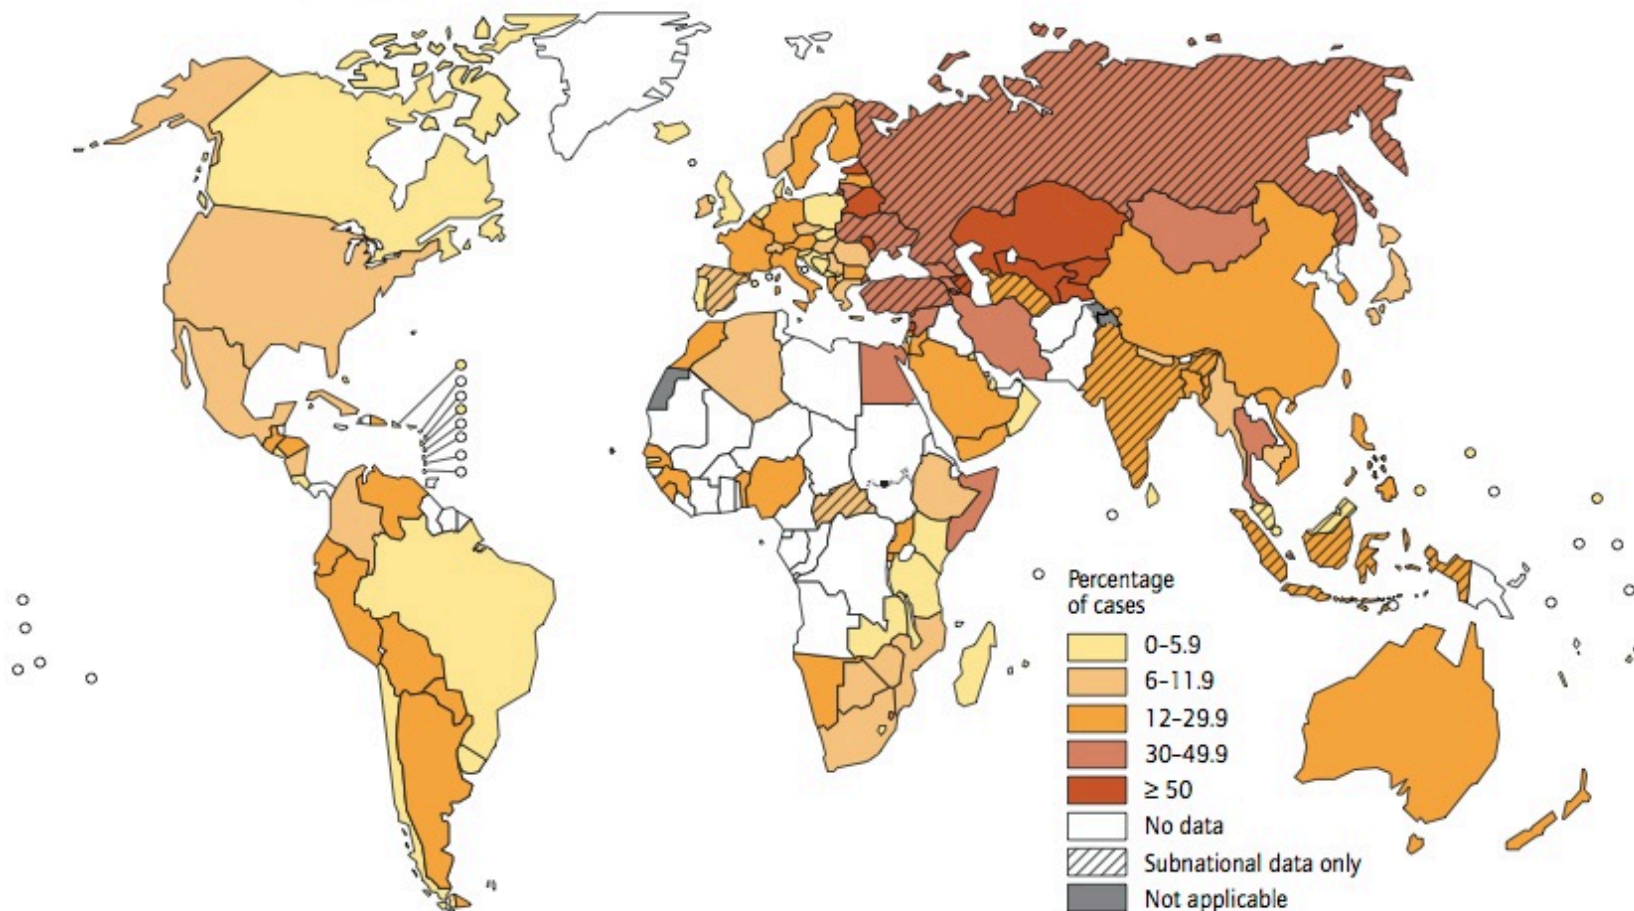 Percentage
of cases
0–5.9
6–11.9
12–29.9
30–49.9
≥ 50
No data
Subnational data only
Not applicable